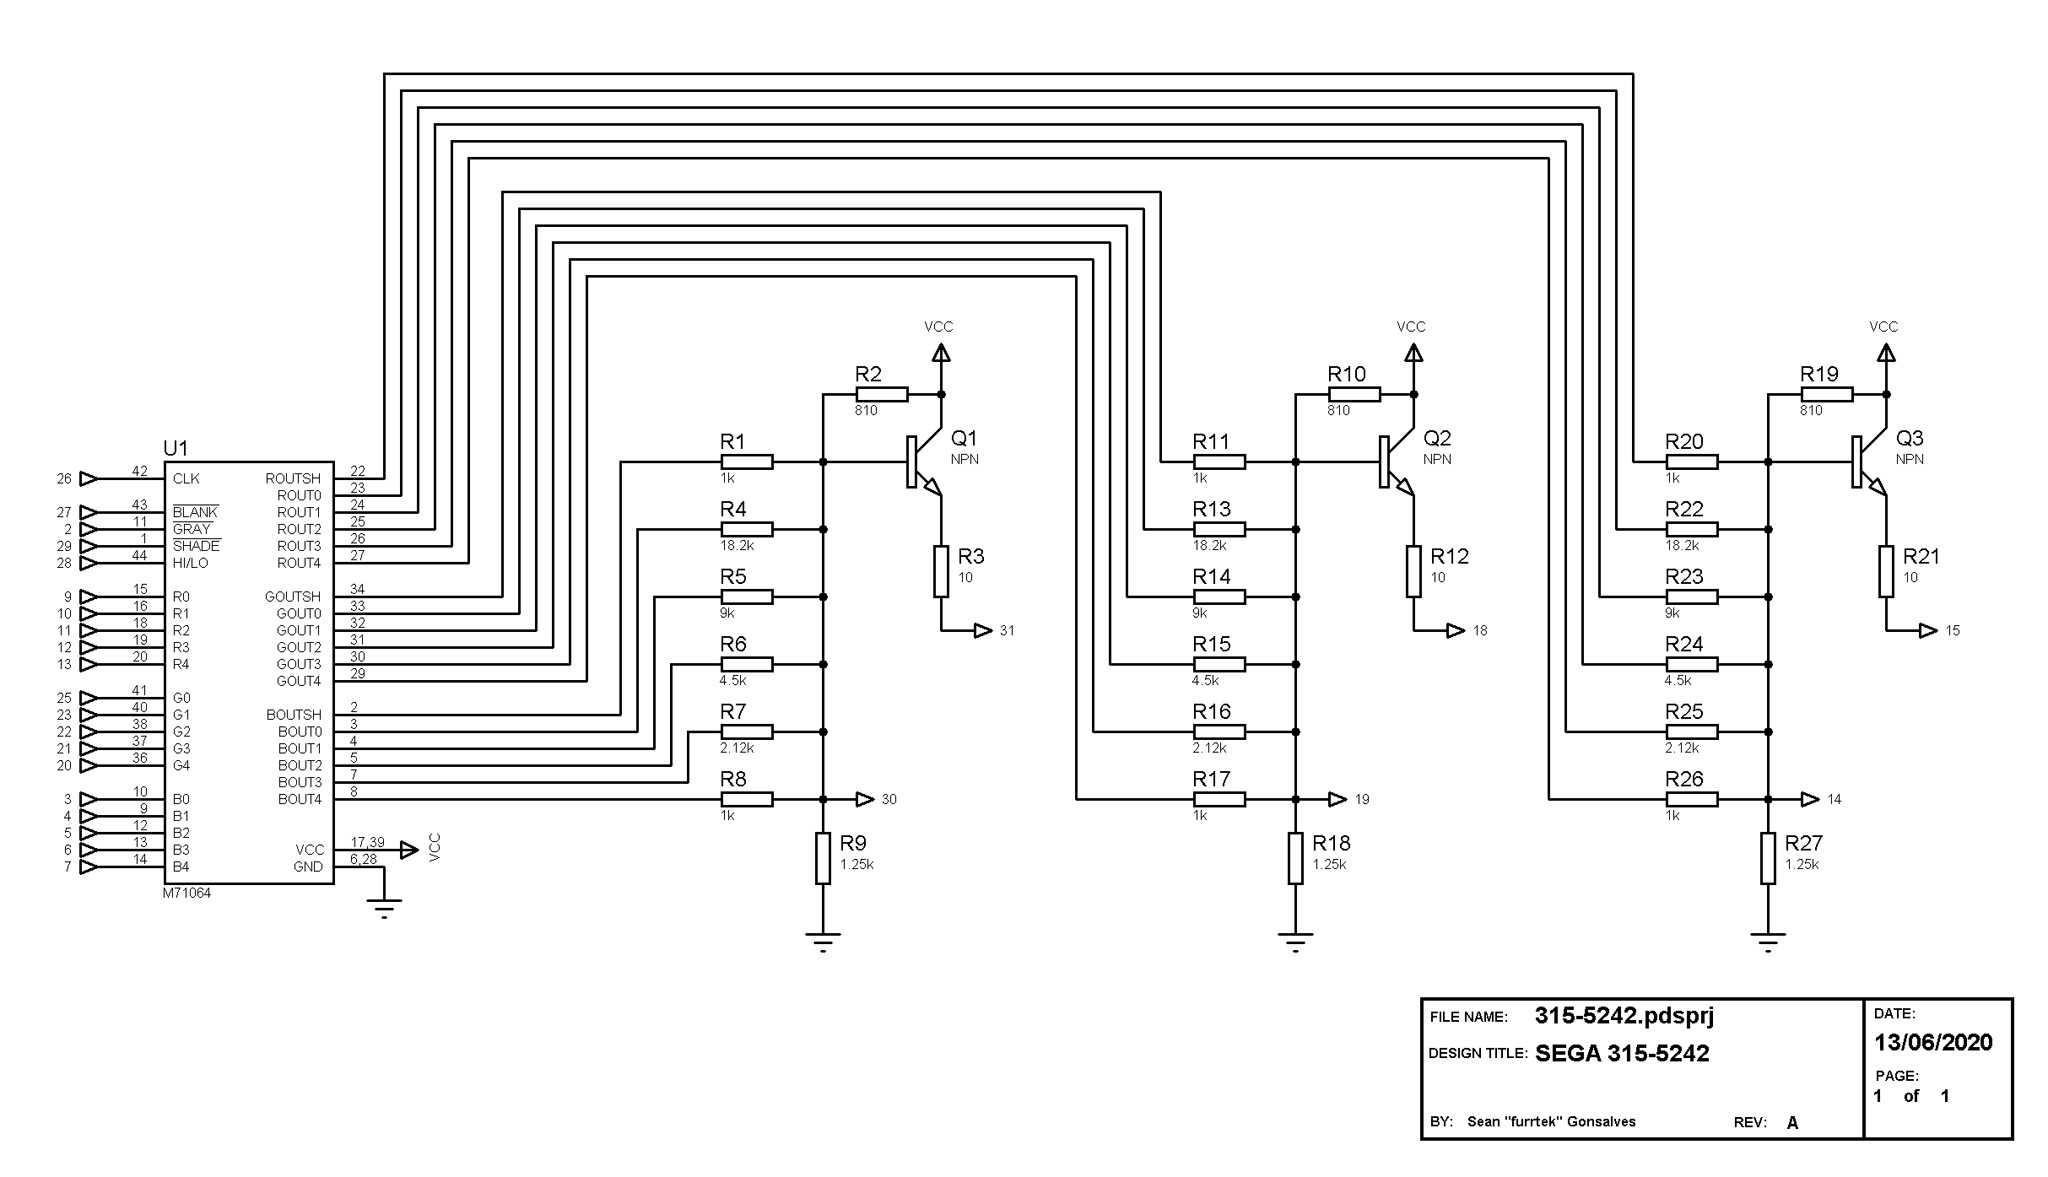 VCC
VCC
VCC
R2
R10
R19
810
810
810
R1
Q1
R11
Q2
R20
Q3
U1
NPN
NPN
NPN
1k
1k
1k
26 42 CLK ROUTSH 22
ROUT0 23
27 43 BLANK ROUT1 24
2 11 GRAY ROUT2 25
29 1 SHADE ROUT3 26
28 44 HI/LO ROUT4 27
R4
R13
R22
18.2k
18.2k
18.2k
R3
R12
R21
10
10
10
R5
R14
R23
9k
9k
9k
9 15 R0 GOUTSH 34
10 16 R1 GOUT0 33
11 18 R2 GOUT1 32
12 19 R3 GOUT2 31
13 20 R4 GOUT3 30
GOUT4 29
31
18
15
R6
R15
R24
4.5k
4.5k
4.5k
25 41 G0
23 40 G1 BOUTSH 2
22 38 G2 BOUT0 3
21 37 G3 BOUT1 4
20 36 G4 BOUT2 5
BOUT3 7
3 10 B0 BOUT4 8
4 9 B1
5 12 B2
6 13 B3 VCC 17,39 VCC
7 14 B4 GND 6,28
M71064
R7
R16
R25
2.12k
2.12k
2.12k
R8
R17
R26
1k
1k
1k
30
19
14
R9
R18
R27
1.25k
1.25k
1.25k
FILE NAME: 315-5242.pdsprj
DESIGN TITLE: SEGA 315-5242
BY: Sean "furrtek" Gonsalves REV: A
DATE:
13/06/2020
PAGE:
1 of 1